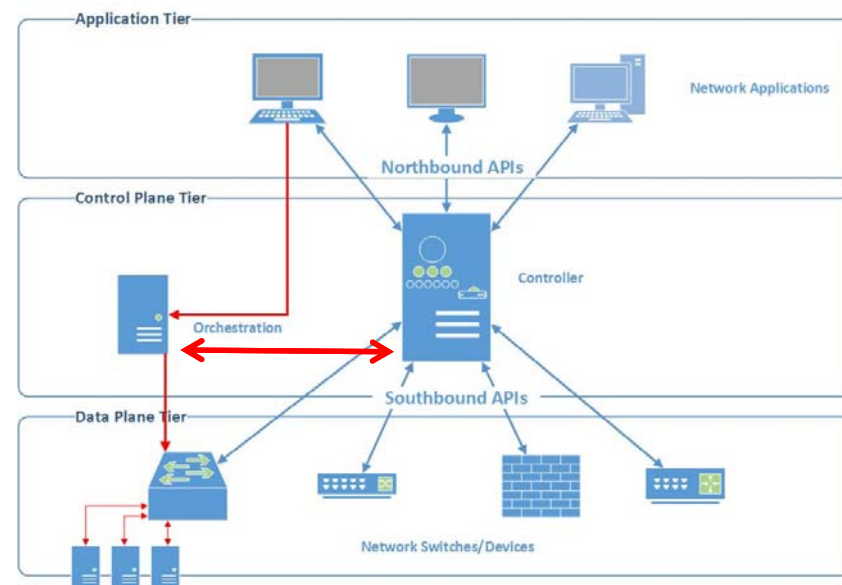 Application Tier
Network Applications
Northbound APIs
Control Plane Tier
Controller
Orchestration
Southbound APIs
Data Plane Tier
Network Switches/Devices